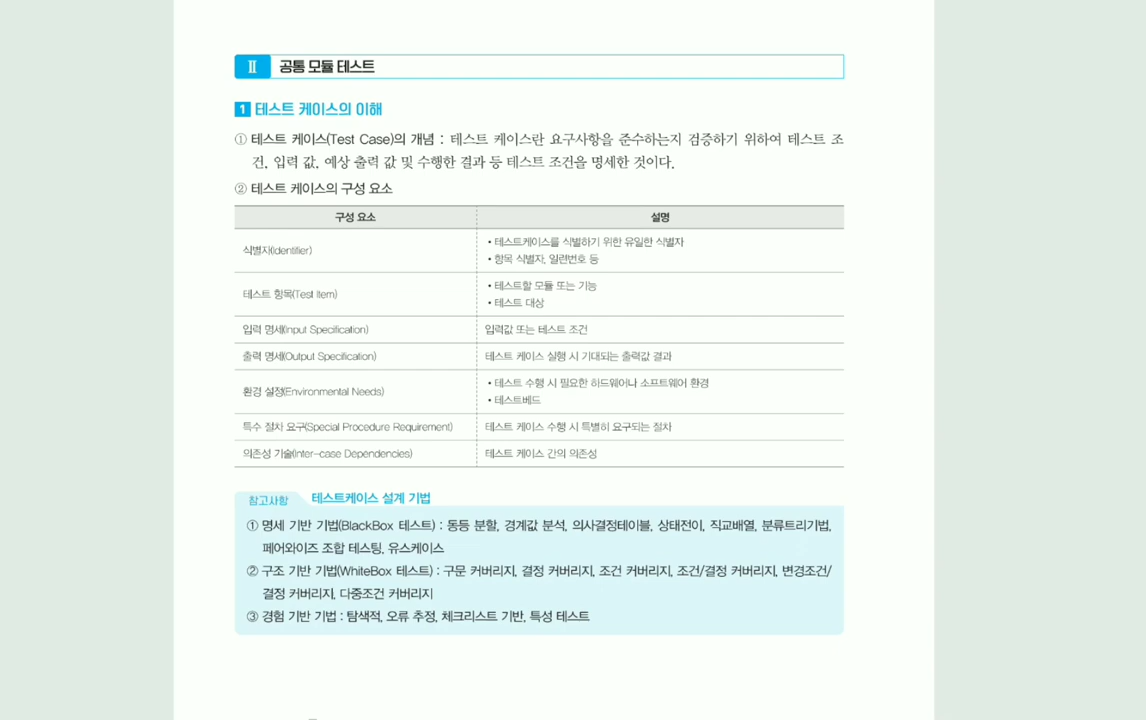 Ⅱ 공통 모듈 테스트
1 테스트 케이스의 이해
① 테스트 케이스(Test Case)의 개념 : 테스트 케이스란 요구사항을 준수하는지 검증하기 위하여 테스트 조
건, 입력 값, 예상 출력 값 및 수행한 결과 등 테스트 조건을 명세한 것이다.
② 테스트 케이스의 구성 요소
구성 요소 설명
식별자(Identifier)
• 테스트케이스를 식별하기 위한 유일한 식별자
• 항목 식별자, 일련번호 등
테스트 항목(Test Item)
• 테스트할 모듈 또는 기능
• 테스트 대상
입력 명세(Input Specification) 입력값 또는 테스트 조건
출력 명세(Output Specification) 테스트 케이스 실행 시 기대되는 출력값 결과
환경 설정(Environmental Needs)
• 테스트 수행 시 필요한 하드웨어나 소프트웨어 환경
• 테스트베드
특수 절차 요구(Special Procedure Requirement) 테스트 케이스 수행 시 특별히 요구되는 절차
의존성 기술(Inter-case Dependencies) 테스트 케이스 간의 의존성
참고사항 테스트케이스 설계 기법
① 명세 기반 기법(BlackBox 테스트) : 동등 분할, 경계값 분석, 의사결정테이블, 상태전이, 직교배열, 분류트리기법,
페어와이즈 조합 테스팅, 유스케이스
② 구조 기반 기법(WhiteBox 테스트) : 구문 커버리지, 결정 커버리지, 조건 커버리지, 조건/결정 커버리지, 변경조건/
결정 커버리지, 다중조건 커버리지
③ 경험 기반 기법 : 탐색적, 오류 추정, 체크리스트 기반, 특성 테스트